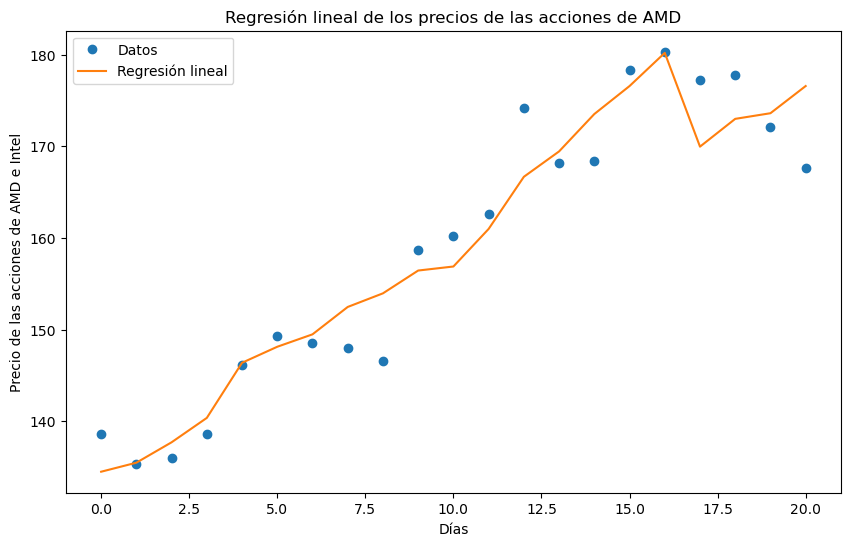 Regresión lineal de los precios de las acciones de AMD
Datos
Regresión lineal
Precio de las acciones de AMD e Intel
180
170
160
150
140
0.0 2.5 5.0 7.5 10.0 12.5 15.0 17.5 20.0
Días